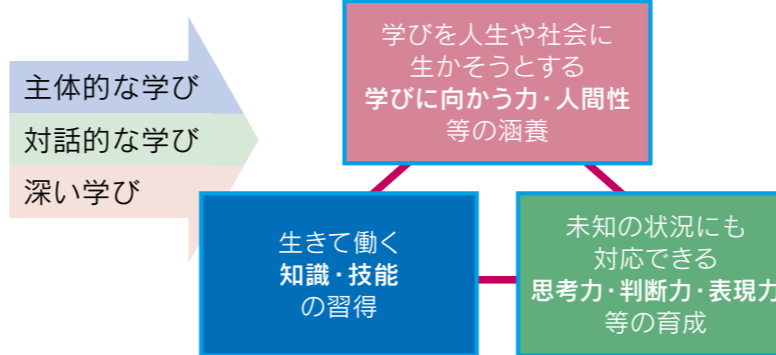 主体的な学び
対話的な学び
深い学び
学びを人生や社会に
生かそうとする
学びに向かう力・人間性
等の涵養
生きて働く
知識・技能
の習得
未知の状況にも
対応できる
思考力・判断力・表現力
等の育成